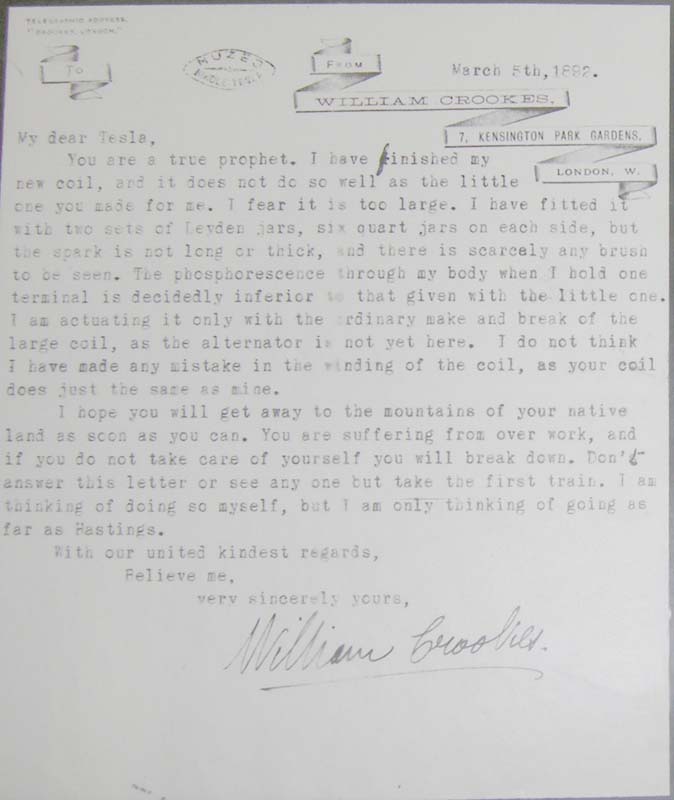 TELEGRAPHIC ADDRESS,
"CROOKES, LONDON."
To
MUZEJ
NIKOLE TESLE
From
March 5th, 1892.
WILLIAM CROOKES,
7, KENSINGTON PARK GARDENS,
LONDON, W.
My dear Tesla,
You are a true prophet. I have finished my
new coil, and it does not do so well as the little
one you made for me. I fear it is too large. I have fitted it
with two sets of Leyden jars, six quart jars on each side, but
the spark is not long or thick, and there is scarcely any brush
to be seen. The phosphorescence through my body when I hold one
terminal is decidedly inferior to that given with the little one.
I am actuating it only with the ordinary make and break of the
large coil, as the alternator is not yet here. I do not think
I have made any mistake in the winding of the coil, as your coil
does just the same as mine.
I hope you will get away to the mountains of your native
land as soon as you can. You are suffering from over work, and
if you do not take care of yourself you will break down. Don't
answer this letter or see any one but take the first train. I am
thinking of doing so myself, but I am only thinking of going as
far as Hastings.
With our united kindest regards,
Believe me,
very sincerely yours,
William Crookes.